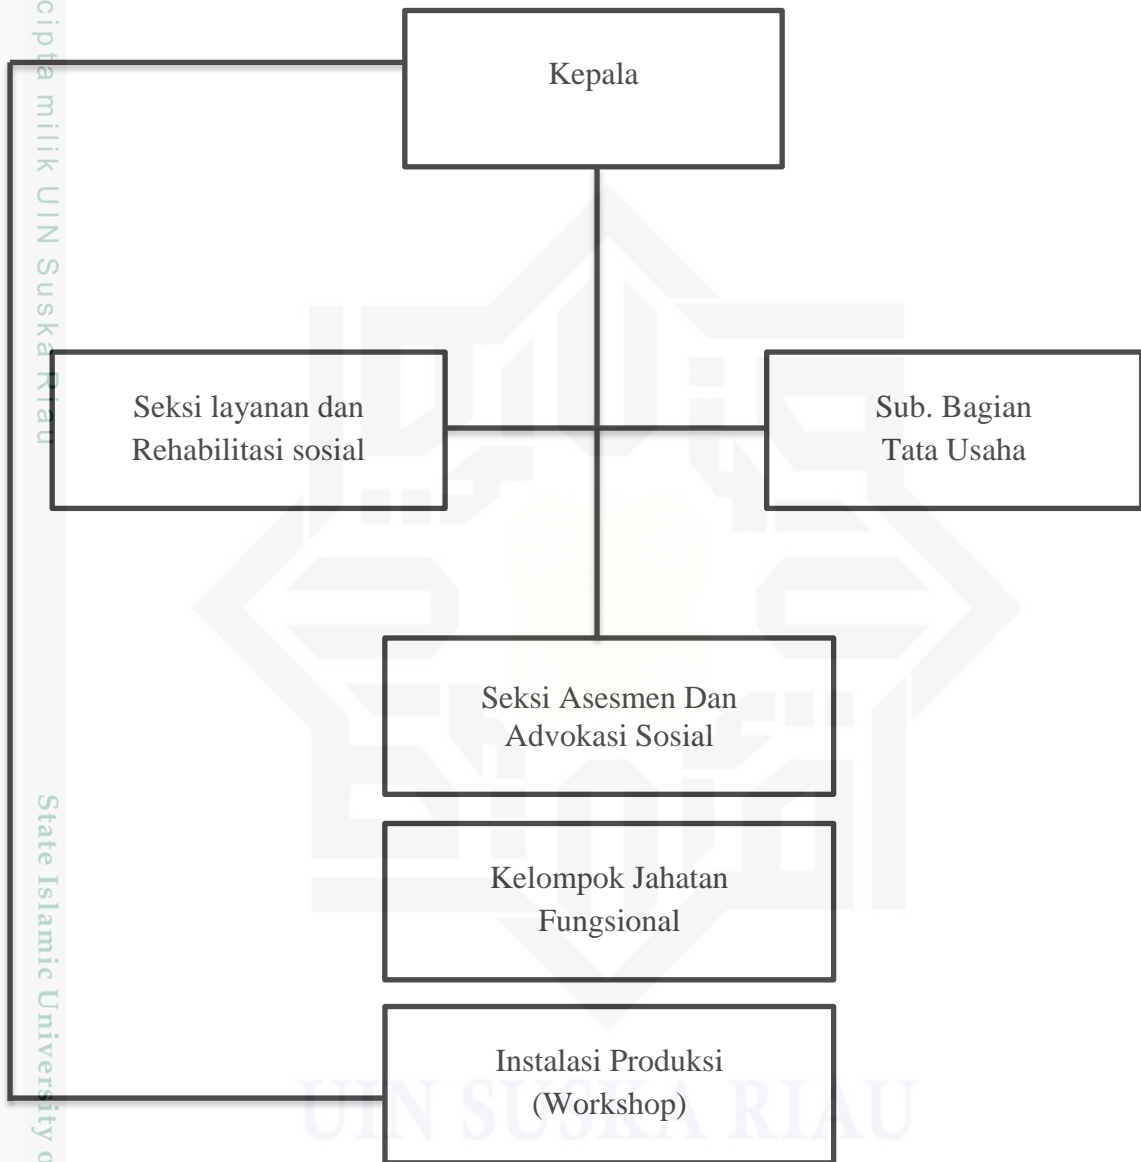 Kepala
Seksi layanan dan
Rehabilitasi sosial
Sub. Bagian
Tata Usaha
Seksi Asesmen Dan
Advokasi Sosial
Kelompok Jahatan
Fungsional
Instalasi Produksi
(Workshop)
cipta milik UIN Suska Riau
State Islamic University o
UIN SUSKA RIAU